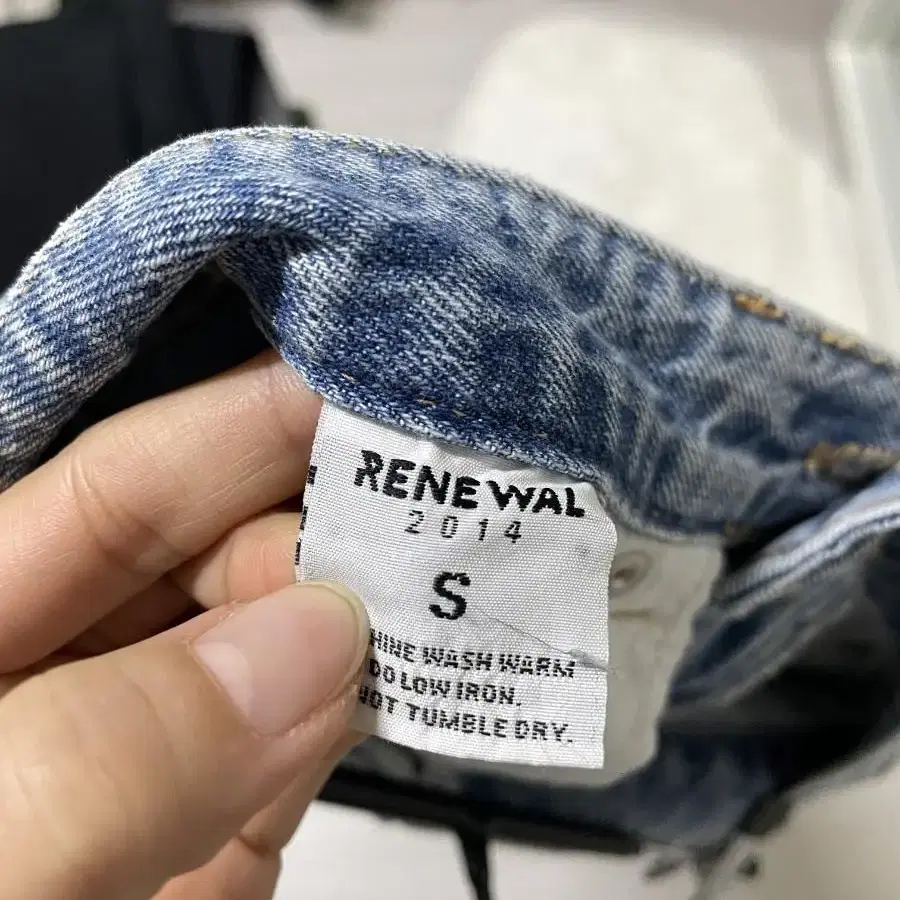 RENEWAL
2014
S
HINE WASH WARM
DO LOW IRON.
NOT TUMBLE DRY.